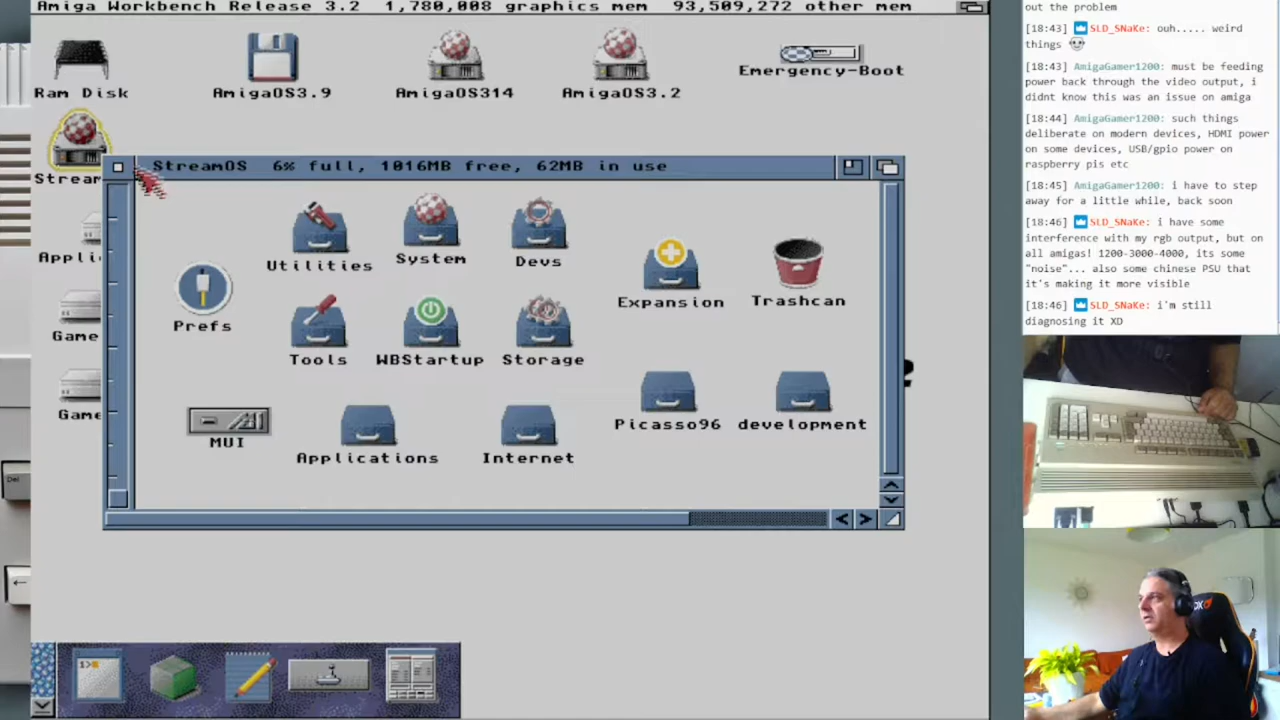 Amiga Workbench Release 3.2 1,780,008 graphics mem 93,509,272 other mem
Ram Disk
AmigaOS3.9
AmigaOS314
AmigaOS3.2
Emergency-Boot
Stream
StreamOS 6% full, 1016MB free, 62MB in use
Utilities
System
Devs
Expansion
Trashcan
Prefs
Tools
WBStartup
Storage
Picasso96
development
MUI
Applications
Internet
Appli
Game
Game
2
Del
1>
out the problem
[18:43] SLD_SNaKe: ouh..... weird
things
[18:43] AmigaGamer1200: must be feeding
power back through the video output, i
didnt know this was an issue on amiga
[18:44] AmigaGamer1200: such things
deliberate on modern devices, HDMI power
on some devices, USB/gpio power on
raspberry pis etc
[18:45] AmigaGamer1200: i have to step
away for a little while, back soon
[18:46] SLD_SNaKe: i have some
interference with my rgb output, but on
all amigas! 1200-3000-4000, its some
"noise"... also some chinese PSU that
it's making it more visible
[18:46] SLD_SNaKe: i'm still
diagnosing it XD